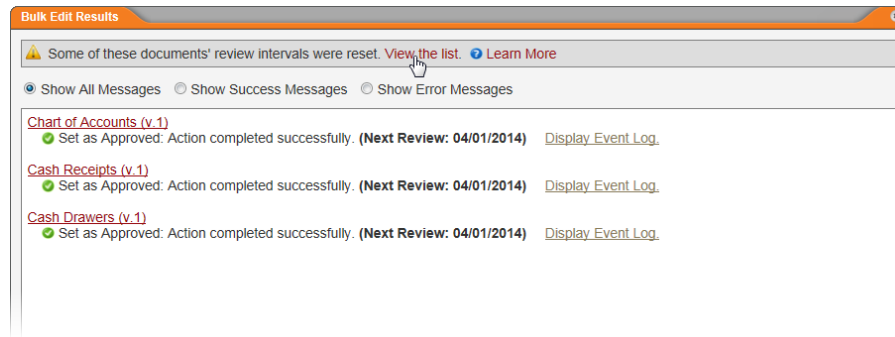 Bulk Edit Results
Some of these documents' review intervals were reset. View the list. Learn More
Show All Messages Show Success Messages Show Error Messages
Chart of Accounts (v.1)
Set as Approved: Action completed successfully. (Next Review: 04/01/2014) Display Event Log.
Cash Receipts (v.1)
Set as Approved: Action completed successfully. (Next Review: 04/01/2014) Display Event Log.
Cash Drawers (v.1)
Set as Approved: Action completed successfully. (Next Review: 04/01/2014) Display Event Log.